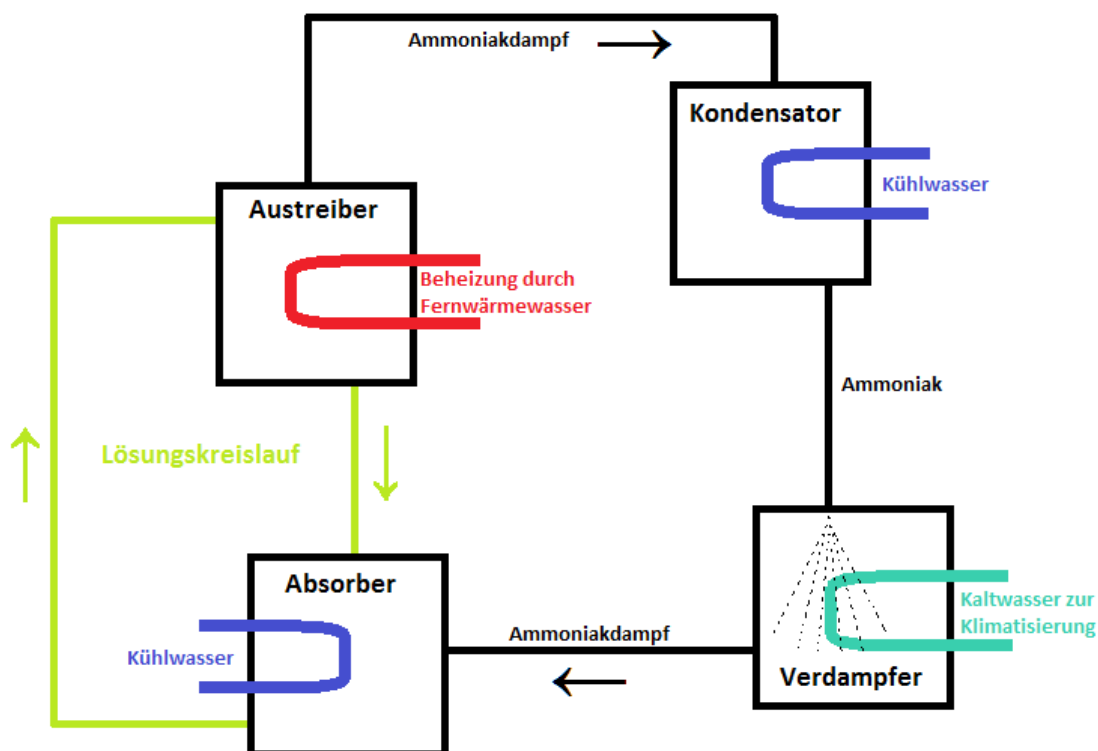 Ammoniakdampf
Kondensator
Kühlwasser
Austreiber
Beheizung durch
Fernwärmewasser
Ammoniak
Lösungskreislauf
Absorber
Kühlwasser
Ammoniakdampf
Kaltwasser zur
Klimatisierung
Verdampfer